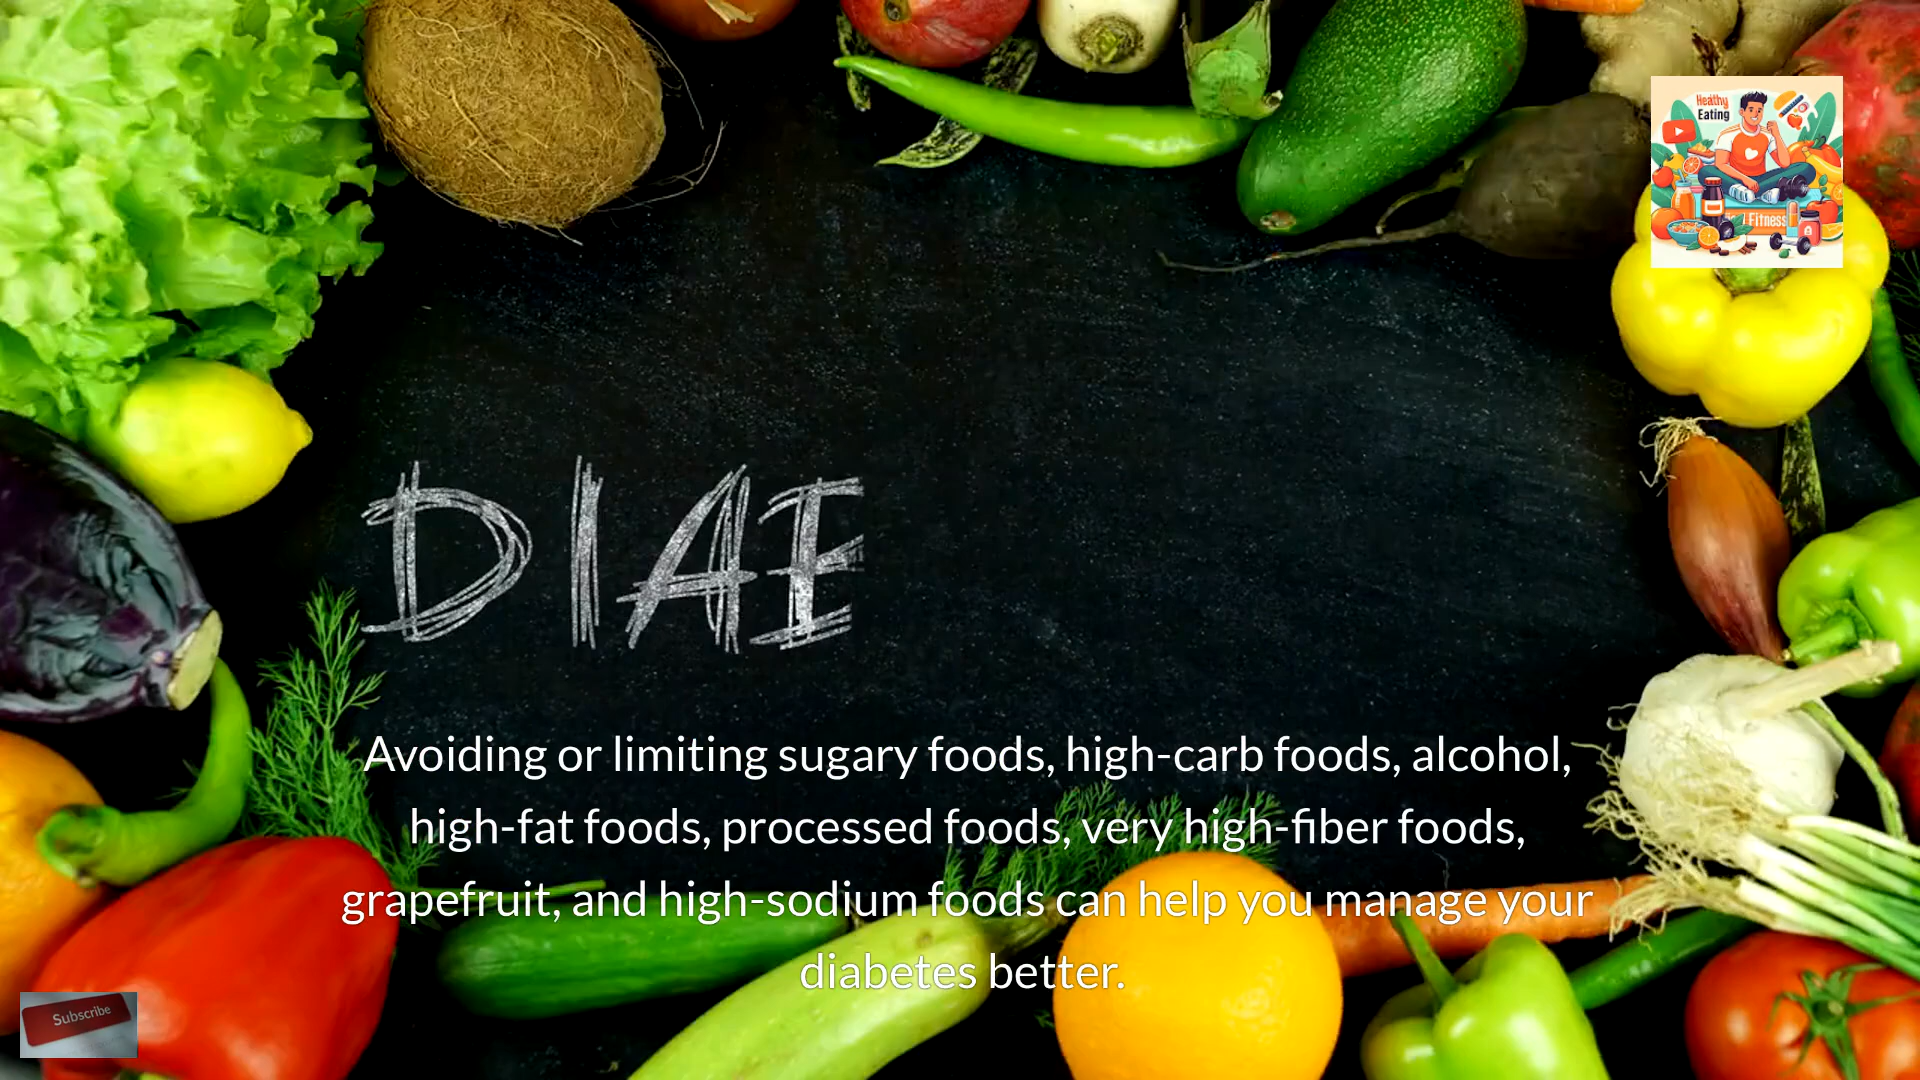 Healthy
Eating
Fitness
DIAE
Avoiding or limiting sugary foods, high-carb foods, alcohol,
high-fat foods, processed foods, very high-fiber foods,
grapefruit, and high-sodium foods can help you manage your
diabetes better.
Subscribe